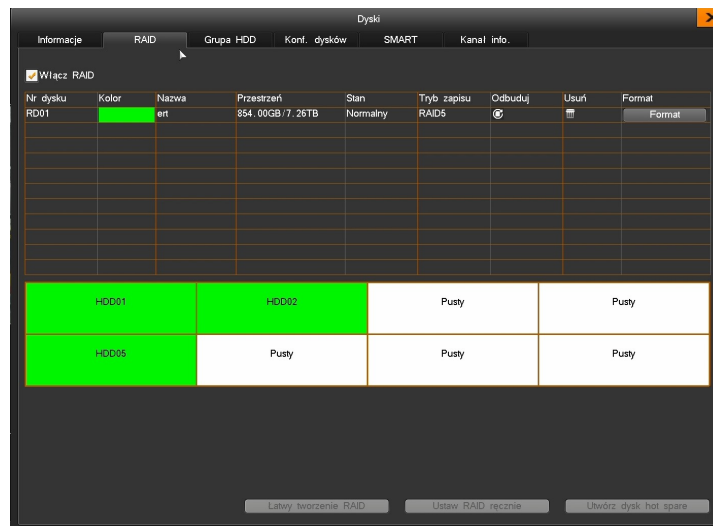 Dyski
Informacje RAID Grupa HDD Konf. dysków SMART Kanał info.
Włącz RAID
Nr dysku Kolor Nazwa Przestrzeń Stan Tryb zapisu Odbuduj Usuń Format
RD01 ert 854.00GB/7.26TB Normalny RAID5 Format
HDD01 HDD02 Pusty Pusty
HDD05 Pusty Pusty Pusty
Latwy tworzenie RAID Ustaw RAID ręcznie Utwórz dysk hot spare